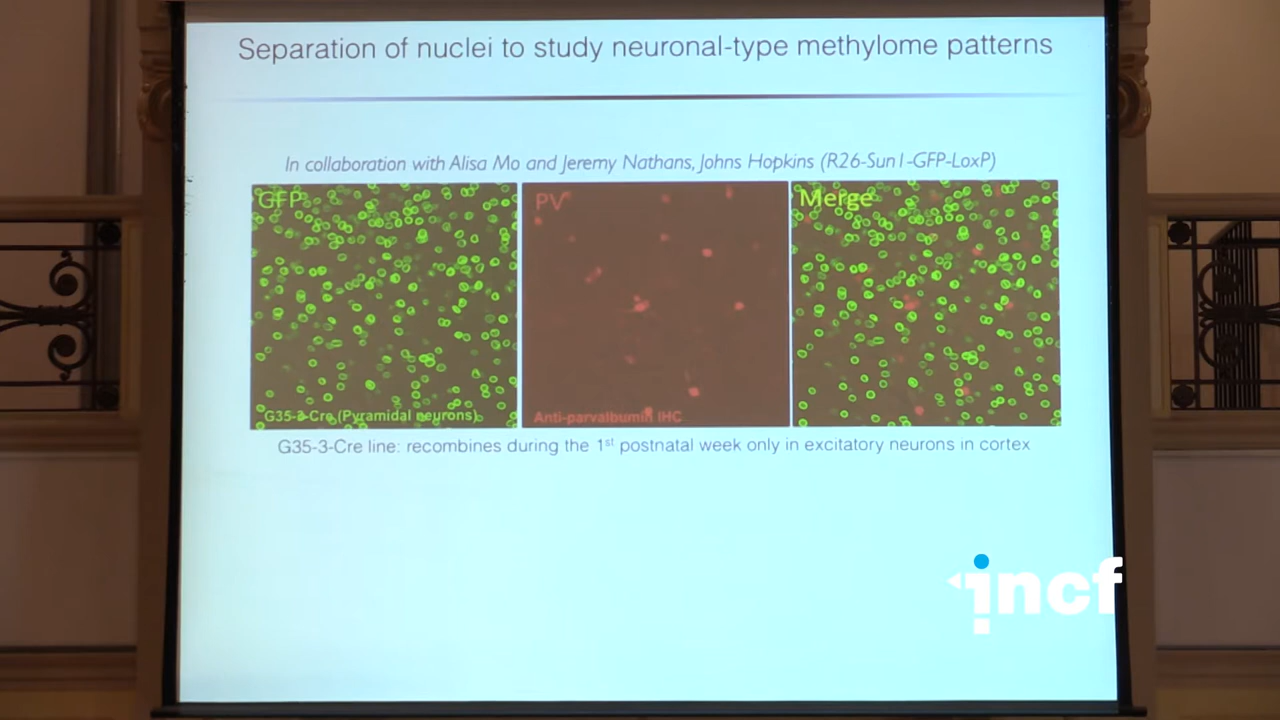 Separation of nuclei to study neuronal-type methylome patterns
In collaboration with Alisa Mo and Jeremy Nathans, Johns Hopkins (R26-Sun1-GFP-LoxP)
GFP
PV
Merge
G35-3-Cre (Pyramidal neurons)
Anti-parvalbumin IHC
G35-3-Cre line: recombines during the 1st postnatal week only in excitatory neurons in cortex
incf